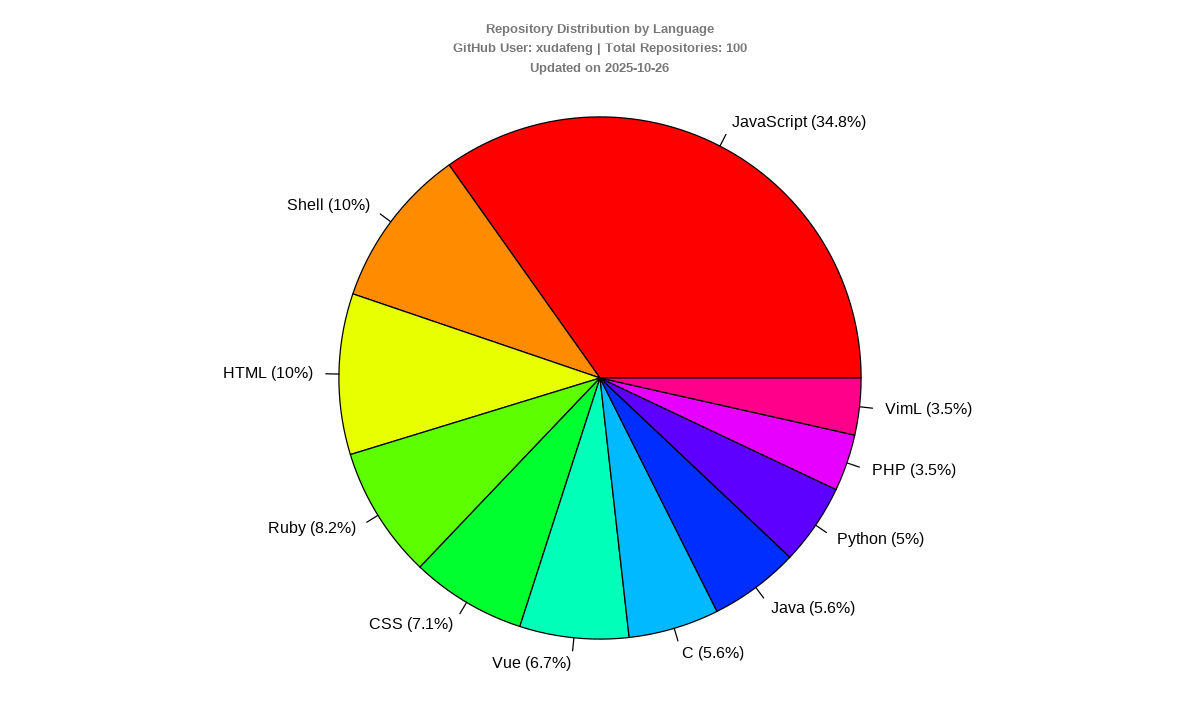 Repository Distribution by Language
GitHub User: xudafeng | Total Repositories: 100
Updated on 2025-10-26
JavaScript (34.8%)
Shell (10%)
HTML (10%)
Ruby (8.2%)
CSS (7.1%)
Vue (6.7%)
C (5.6%)
Java (5.6%)
Python (5%)
PHP (3.5%)
VimL (3.5%)